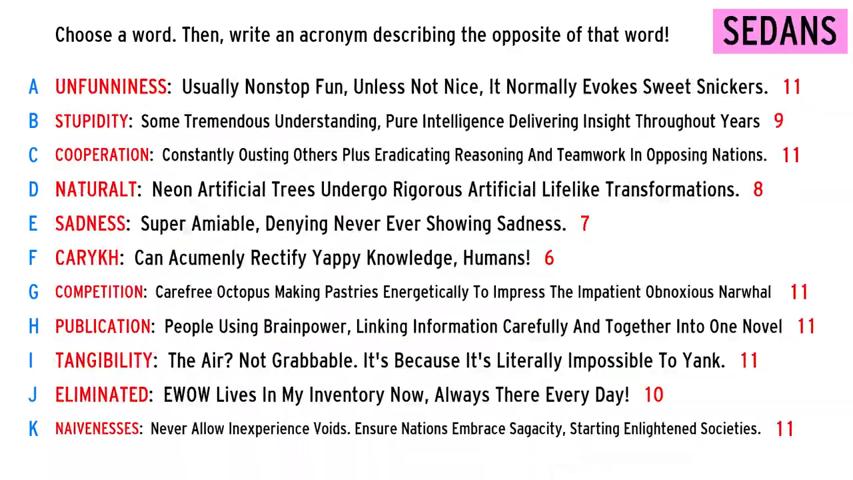 Choose a word. Then, write an acronym describing the opposite of that word!
SEDANS
A UNFUNNINESS: Usually Nonstop Fun, Unless Not Nice, It Normally Evokes Sweet Snickers. 11
B STUPIDITY: Some Tremendous Understanding, Pure Intelligence Delivering Insight Throughout Years 9
C COOPERATION: Constantly Ousting Others Plus Eradicating Reasoning And Teamwork In Opposing Nations. 11
D NATURALT: Neon Artificial Trees Undergo Rigorous Artificial Lifelike Transformations. 8
E SADNESS: Super Amiable, Denying Never Ever Showing Sadness. 7
F CARYKH: Can Acumenly Rectify Yappy Knowledge, Humans! 6
G COMPETITION: Carefree Octopus Making Pastries Energetically To Impress The Impatient Obnoxious Narwhal 11
H PUBLICATION: People Using Brainpower, Linking Information Carefully And Together Into One Novel 11
I TANGIBILITY: The Air? Not Grabbable. It's Because It's Literally Impossible To Yank. 11
J ELIMINATED: EWOW Lives In My Inventory Now, Always There Every Day! 10
K NAIVENESSES: Never Allow Inexperience Voids. Ensure Nations Embrace Sagacity, Starting Enlightened Societies. 11